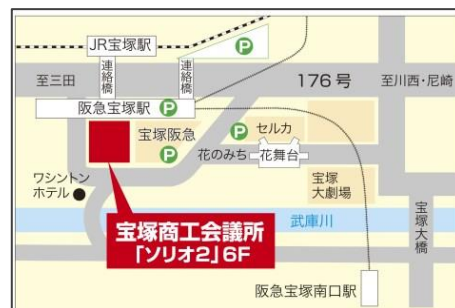 JR宝塚駅
P
連絡橋
連絡橋
至三田
176号
至川西・尼崎
阪急宝塚駅
P
宝塚阪急
P
P
セルカ
花のみち
花舞台
ワシントン
ホテル
宝塚
大劇場
宝塚商工会議所
「ソリオ2」6F
武庫川
宝塚大橋
阪急宝塚南口駅